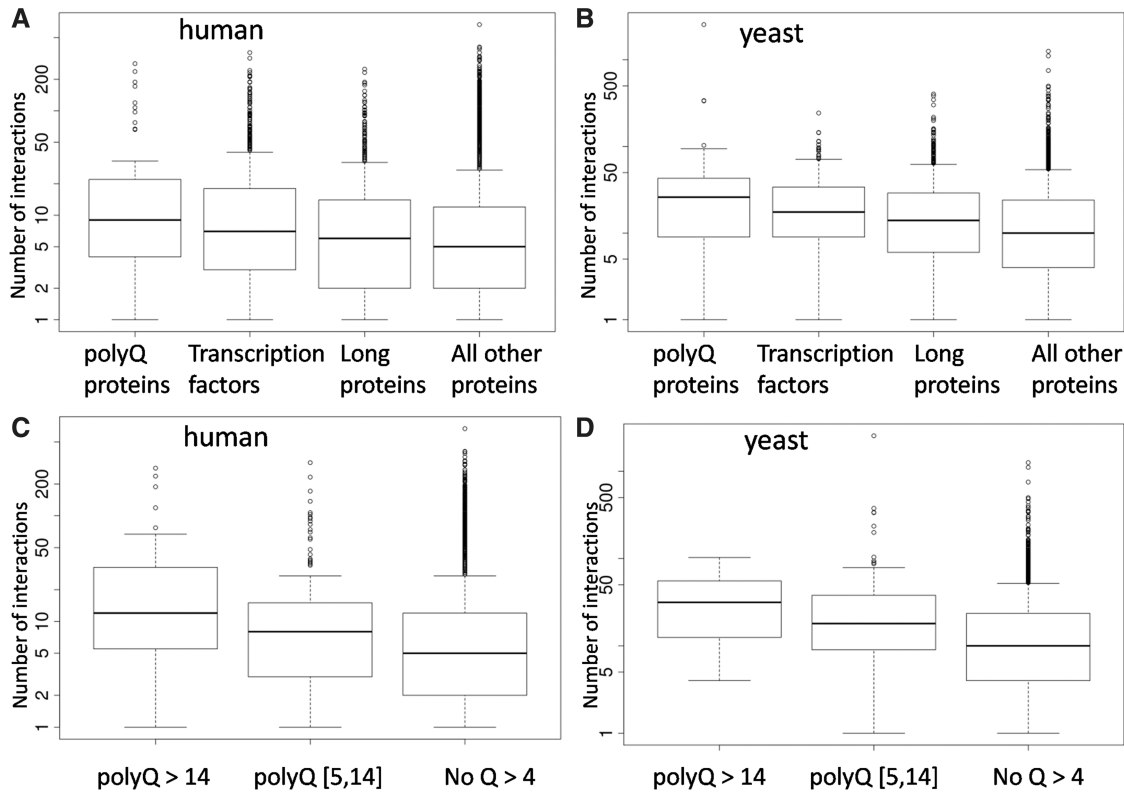 A
human
Number of interactions
200
50
10
5
2
1
polyQ proteins
Transcription factors
Long proteins
All other proteins
B
yeast
Number of interactions
500
50
5
1
polyQ proteins
Transcription factors
Long proteins
All other proteins
C
human
Number of interactions
200
50
10
5
2
1
polyQ > 14
polyQ [5,14]
No Q > 4
D
yeast
Number of interactions
500
50
5
1
polyQ > 14
polyQ [5,14]
No Q > 4